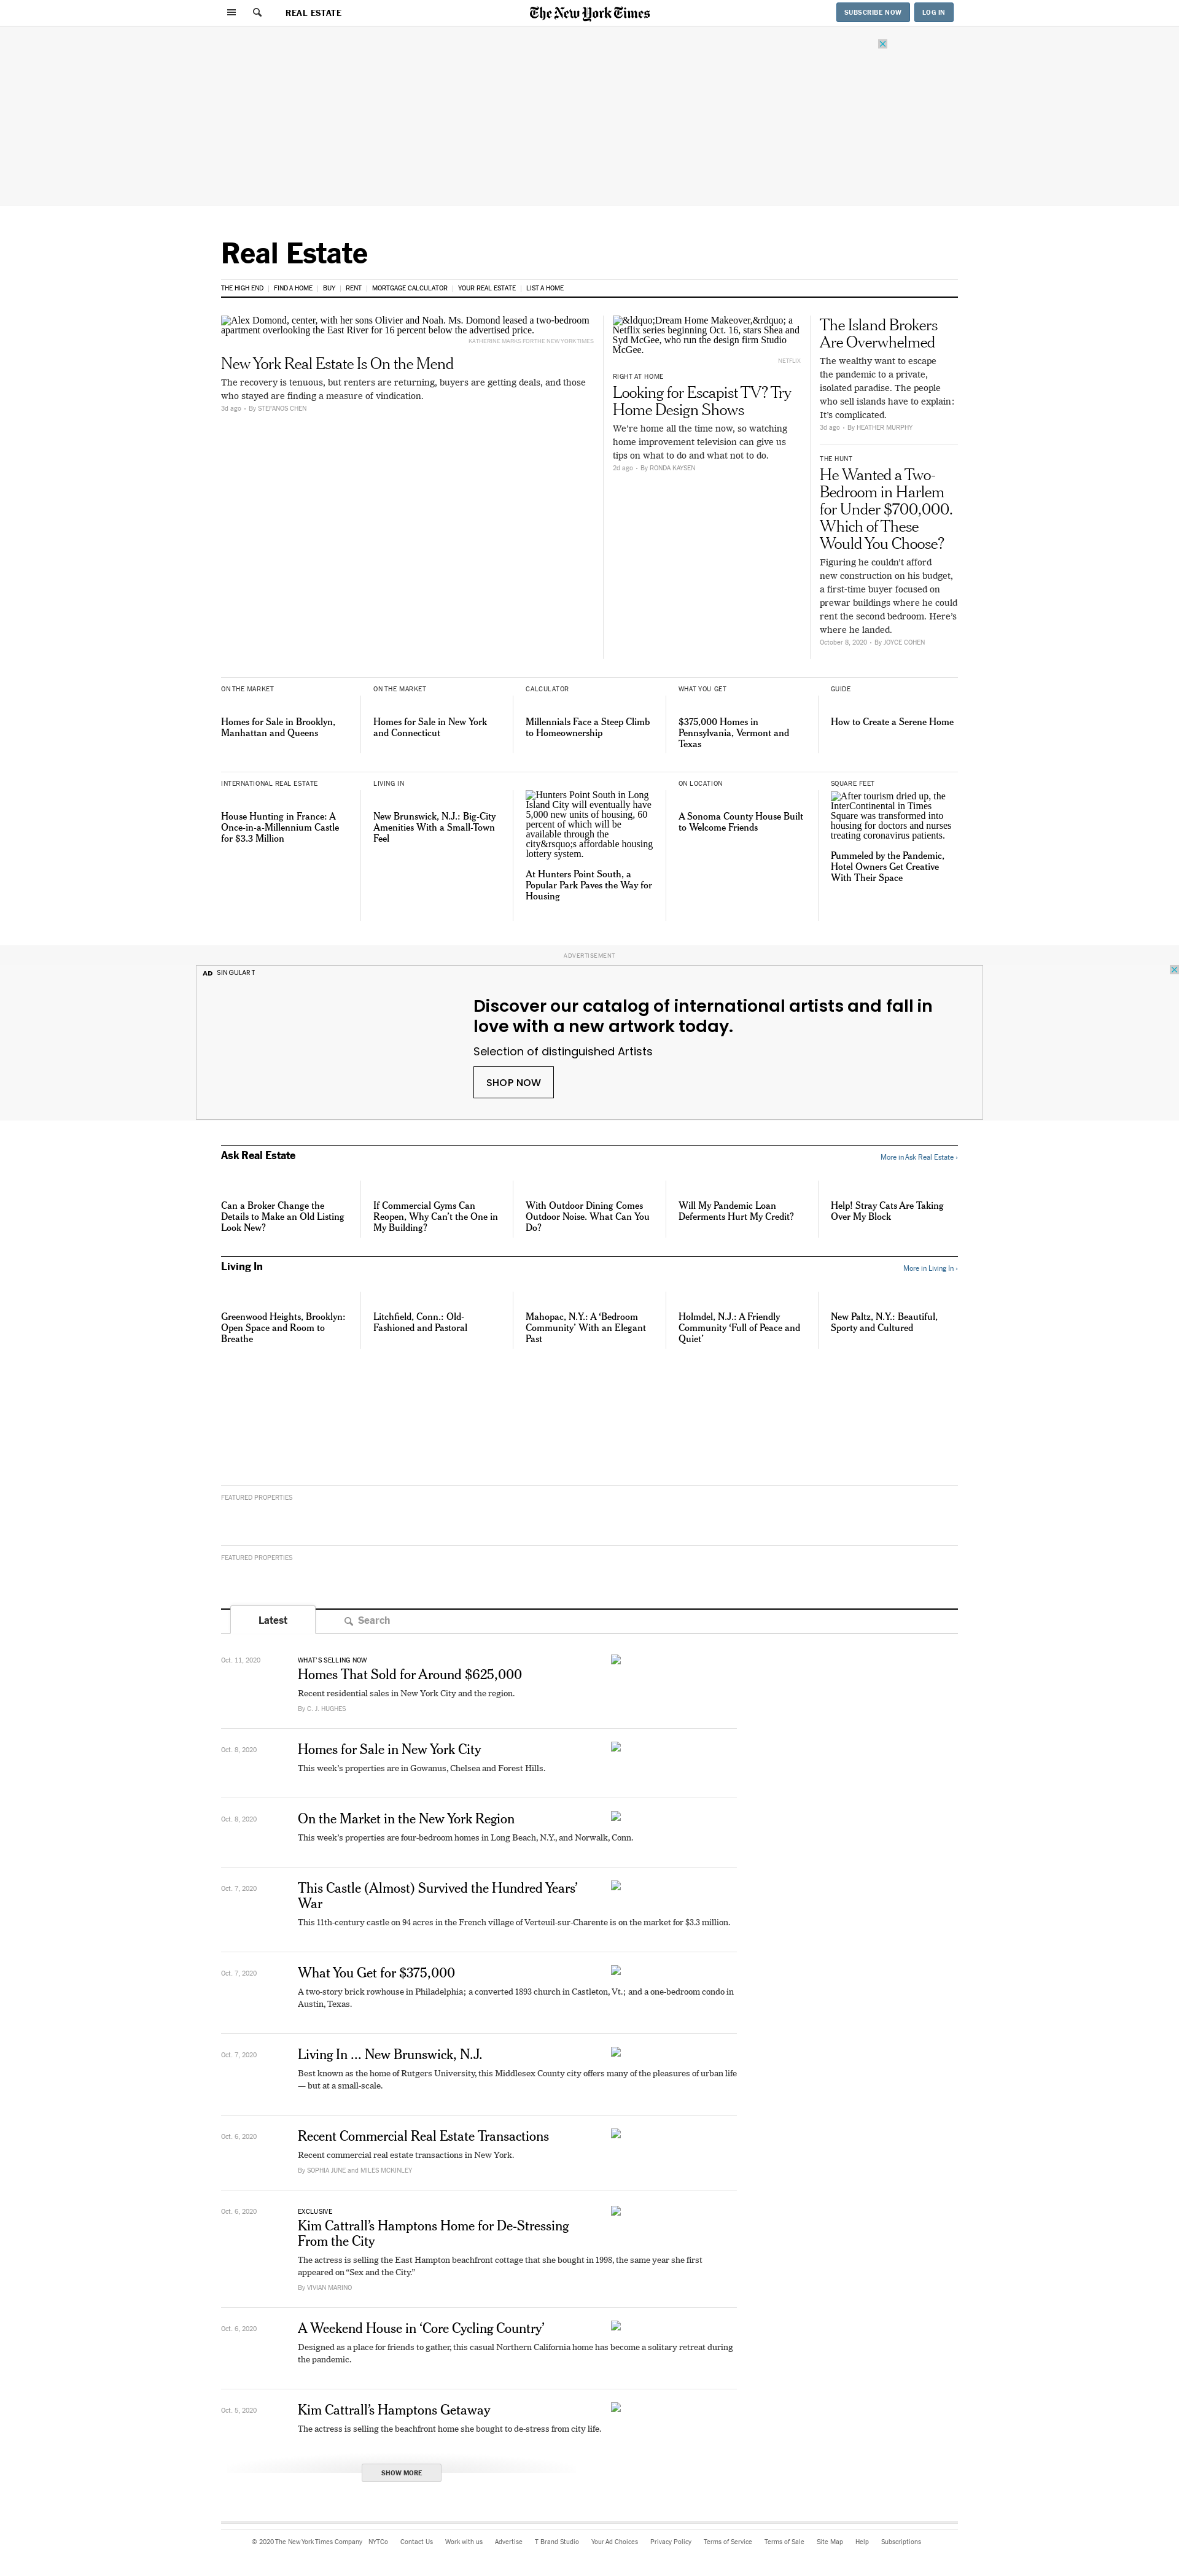 REAL ESTATE
The New York Times
SUBSCRIBE NOW
LOG IN
Real Estate
THE HIGH END
FIND A HOME
BUY
RENT
MORTGAGE CALCULATOR
YOUR REAL ESTATE
LIST A HOME
Alex Domond, center, with her sons Olivier and Noah. Ms. Domond leased a two-bedroom
apartment overlooking the East River for 16 percent below the advertised price.
KATHERINE MARKS FOR THE NEW YORK TIMES
New York Real Estate Is On the Mend
The recovery is tenuous, but renters are returning, buyers are getting deals, and those
who stayed are finding a measure of vindication.
3d ago · By STEFANOS CHEN
&ldquo;Dream Home Makeover,&rdquo; a
Netflix series beginning Oct. 16, stars Shea and
Syd McGee, who run the design firm Studio
McGee.
NETFLIX
RIGHT AT HOME
Looking for Escapist TV? Try
Home Design Shows
We're home all the time now, so watching
home improvement television can give us
tips on what to do and what not to do.
2d ago · By RONDA KAYSEN
The Island Brokers
Are Overwhelmed
The wealthy want to escape
the pandemic to a private,
isolated paradise. The people
who sell islands have to explain:
It's complicated.
3d ago · By HEATHER MURPHY
THE HUNT
He Wanted a Two-
Bedroom in Harlem
for Under $700,000.
Which of These
Would You Choose?
Figuring he couldn't afford
new construction on his budget,
a first-time buyer focused on
prewar buildings where he could
rent the second bedroom. Here's
where he landed.
October 8, 2020 · By JOYCE COHEN
ON THE MARKET
Homes for Sale in Brooklyn,
Manhattan and Queens
ON THE MARKET
Homes for Sale in New York
and Connecticut
CALCULATOR
Millennials Face a Steep Climb
to Homeownership
WHAT YOU GET
$375,000 Homes in
Pennsylvania, Vermont and
Texas
GUIDE
How to Create a Serene Home
INTERNATIONAL REAL ESTATE
House Hunting in France: A
Once-in-a-Millennium Castle
for $3.3 Million
LIVING IN
New Brunswick, N.J.: Big-City
Amenities With a Small-Town
Feel
Hunters Point South in Long
Island City will eventually have
5,000 new units of housing, 60
percent of which will be
available through the
city&rsquo;s affordable housing
lottery system.
At Hunters Point South, a
Popular Park Paves the Way for
Housing
ON LOCATION
A Sonoma County House Built
to Welcome Friends
SQUARE FEET
After tourism dried up, the
InterContinental in Times
Square was transformed into
housing for doctors and nurses
treating coronavirus patients.
Pummeled by the Pandemic,
Hotel Owners Get Creative
With Their Space
ADVERTISEMENT
AD SINGULART
Discover our catalog of international artists and fall in
love with a new artwork today.
Selection of distinguished Artists
SHOP NOW
Ask Real Estate
More in Ask Real Estate ›
Can a Broker Change the
Details to Make an Old Listing
Look New?
If Commercial Gyms Can
Reopen, Why Can't the One in
My Building?
With Outdoor Dining Comes
Outdoor Noise. What Can You
Do?
Will My Pandemic Loan
Deferments Hurt My Credit?
Help! Stray Cats Are Taking
Over My Block
Living In
More in Living In ›
Greenwood Heights, Brooklyn:
Open Space and Room to
Breathe
Litchfield, Conn.: Old-
Fashioned and Pastoral
Mahopac, N.Y.: A ‘Bedroom
Community’ With an Elegant
Past
Holmdel, N.J.: A Friendly
Community ‘Full of Peace and
Quiet’
New Paltz, N.Y.: Beautiful,
Sporty and Cultured
FEATURED PROPERTIES
FEATURED PROPERTIES
Latest
Search
Oct. 11, 2020
WHAT'S SELLING NOW
Homes That Sold for Around $625,000
Recent residential sales in New York City and the region.
By C. J. HUGHES
Oct. 8, 2020
Homes for Sale in New York City
This week's properties are in Gowanus, Chelsea and Forest Hills.
Oct. 8, 2020
On the Market in the New York Region
This week's properties are four-bedroom homes in Long Beach, N.Y., and Norwalk, Conn.
Oct. 7, 2020
This Castle (Almost) Survived the Hundred Years’
War
This 11th-century castle on 94 acres in the French village of Verteuil-sur-Charente is on the market for $3.3 million.
Oct. 7, 2020
What You Get for $375,000
A two-story brick rowhouse in Philadelphia; a converted 1893 church in Castleton, Vt.; and a one-bedroom condo in
Austin, Texas.
Oct. 7, 2020
Living In ... New Brunswick, N.J.
Best known as the home of Rutgers University, this Middlesex County city offers many of the pleasures of urban life
— but at a small-scale.
Oct. 6, 2020
Recent Commercial Real Estate Transactions
Recent commercial real estate transactions in New York.
By SOPHIA JUNE and MILES MCKINLEY
Oct. 6, 2020
EXCLUSIVE
Kim Cattrall’s Hamptons Home for De-Stressing
From the City
The actress is selling the East Hampton beachfront cottage that she bought in 1998, the same year she first
appeared on “Sex and the City.”
By VIVIAN MARINO
Oct. 6, 2020
A Weekend House in ‘Core Cycling Country’
Designed as a place for friends to gather, this casual Northern California home has become a solitary retreat during
the pandemic.
Oct. 5, 2020
Kim Cattrall’s Hamptons Getaway
The actress is selling the beachfront home she bought to de-stress from city life.
SHOW MORE
© 2020 The New York Times Company
NYTCo
Contact Us
Work with us
Advertise
T Brand Studio
Your Ad Choices
Privacy Policy
Terms of Service
Terms of Sale
Site Map
Help
Subscriptions